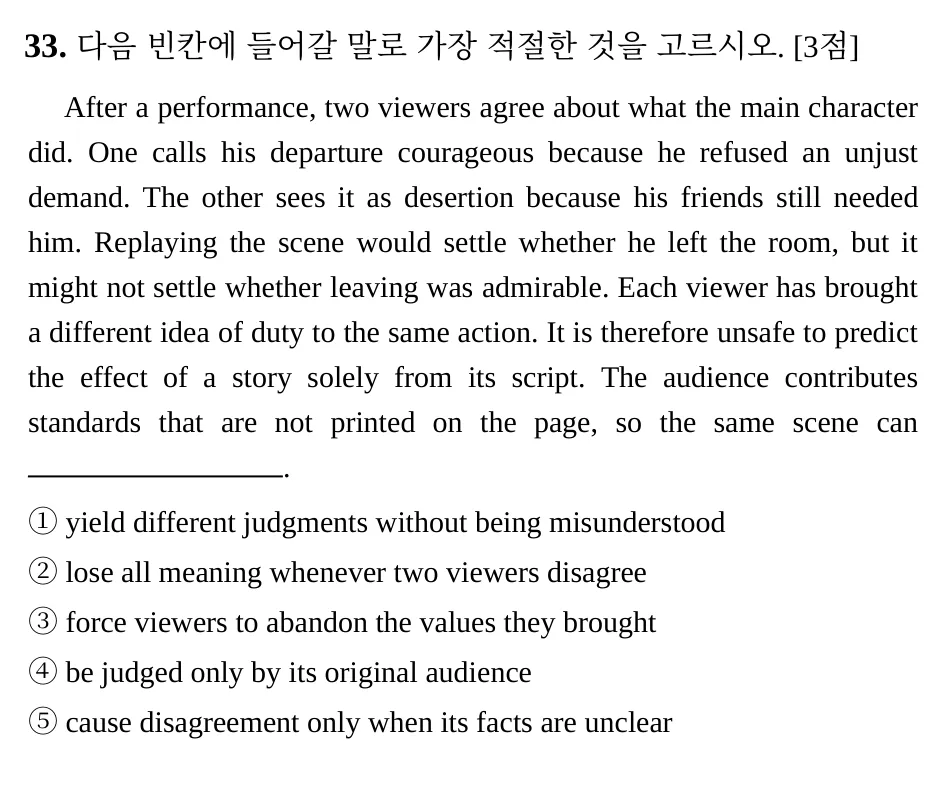 33. 다음 빈칸에 들어갈 말로 가장 적절한 것을 고르시오. [3점]
After a performance, two viewers agree about what the main character
did. One calls his departure courageous because he refused an unjust
demand. The other sees it as desertion because his friends still needed
him. Replaying the scene would settle whether he left the room, but it
might not settle whether leaving was admirable. Each viewer has brought
a different idea of duty to the same action. It is therefore unsafe to predict
the effect of a story solely from its script. The audience contributes
standards that are not printed on the page, so the same scene can
_________________.
① yield different judgments without being misunderstood
② lose all meaning whenever two viewers disagree
③ force viewers to abandon the values they brought
④ be judged only by its original audience
⑤ cause disagreement only when its facts are unclear